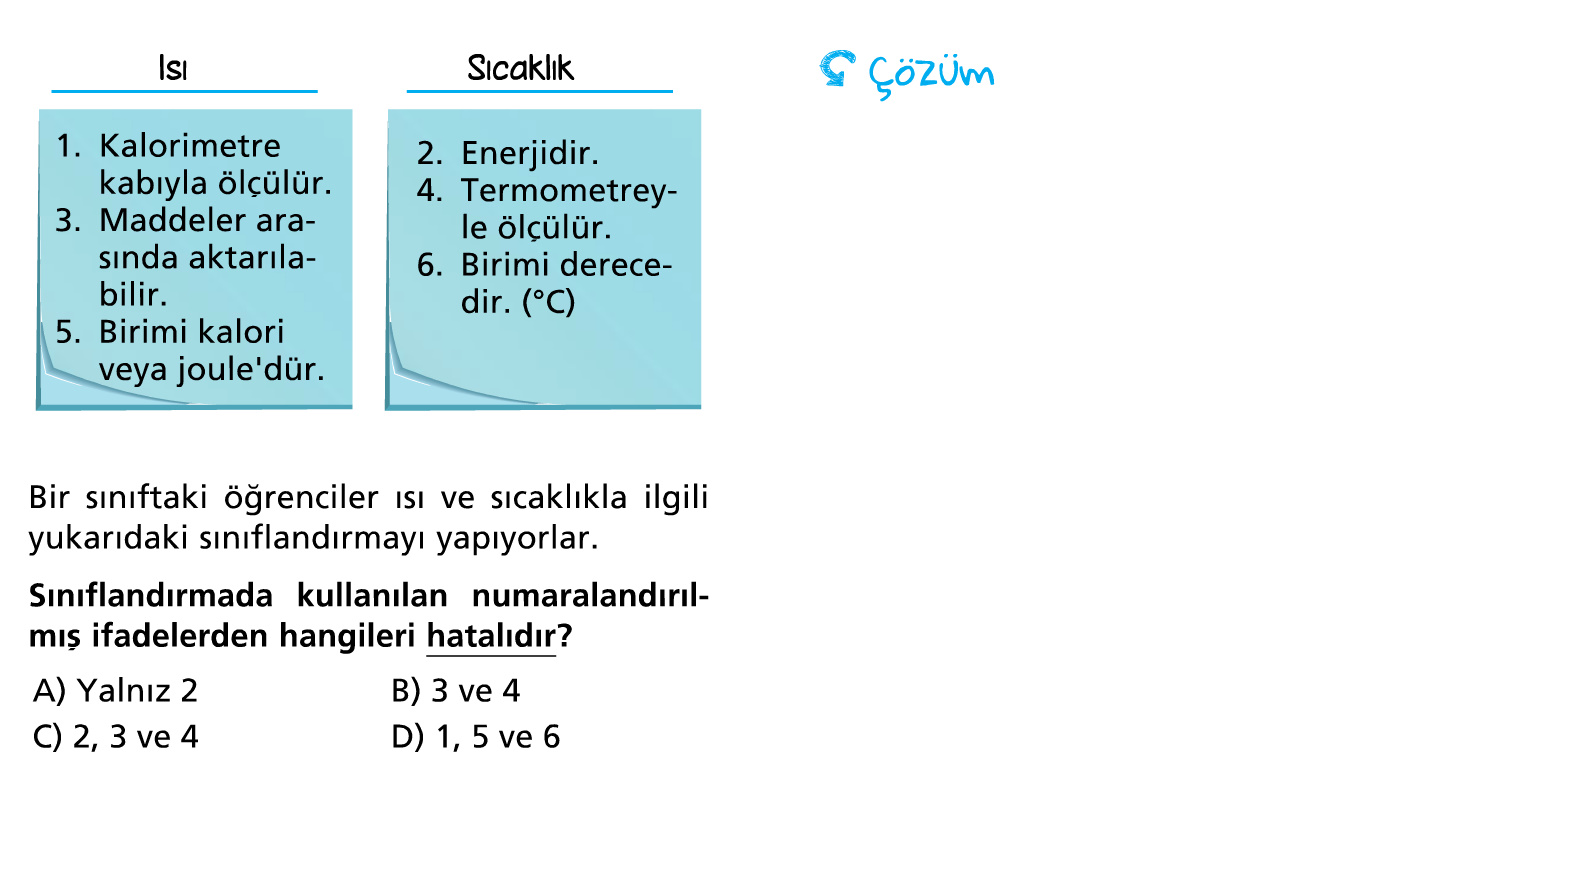 Isı
1. Kalorimetre
kabıyla ölçülür.
3. Maddeler ara-
sında aktarıla-
bilir.
5. Birimi kalori
veya joule'dür.
Sıcaklık
2. Enerjidir.
4. Termometrey-
le ölçülür.
6. Birimi derece-
dir. (°C)
Bir sınıftaki öğrenciler ısı ve sıcaklıkla ilgili
yukarıdaki sınıflandırmayı yapıyorlar.
Sınıflandırmada kullanılan numaralandırıl-
mış ifadelerden hangileri hatalıdır?
A) Yalnız 2
B) 3 ve 4
C) 2, 3 ve 4
D) 1, 5 ve 6
Çözüm